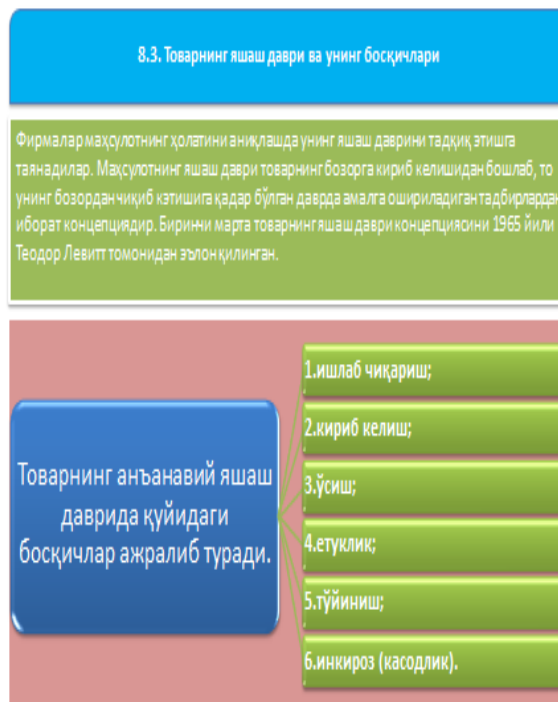 8.3. Товарнинг яшаш даври ва унинг босқичлари
Фирмалар маҳсулотнинг ҳолатини аниқлашда унинг яшаш даврини тадқиқ этишга
таянадилар. Маҳсулотнинг яшаш даври товарнинг бозорга кириб келишидан бошлаб, то
унинг бозордан чиқиб кэтишига қадар бўлган даврда амалга ошириладиган тадбирлардан
иборат концепциядир. Биринчи марта товарнинг яшаш даври концепциясини 1965 йили
Теодор Левитт томонидан эълон қилинган.
Товарнинг анъанавий яшаш
даврида қуйидаги
босқичлар ажралиб туради.
1.ишлаб чиқариш;
2.кириб келиш;
3.ўсиш;
4.етуклик;
5.тўйиниш;
6.инкироз (касодлик).